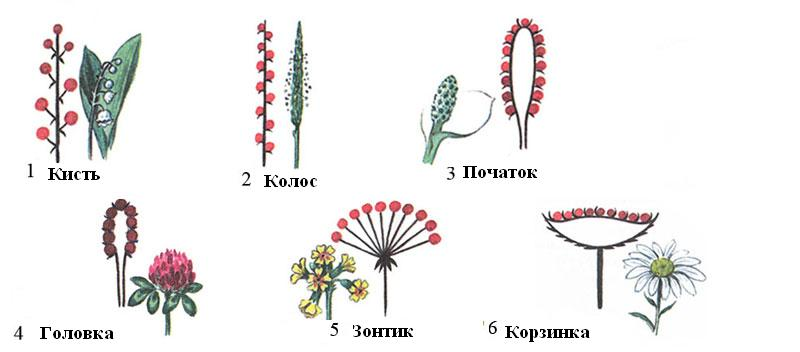 1 Кисть
2 Колос
3 Початок
4 Головка
5 Зонтик
6 Корзинка